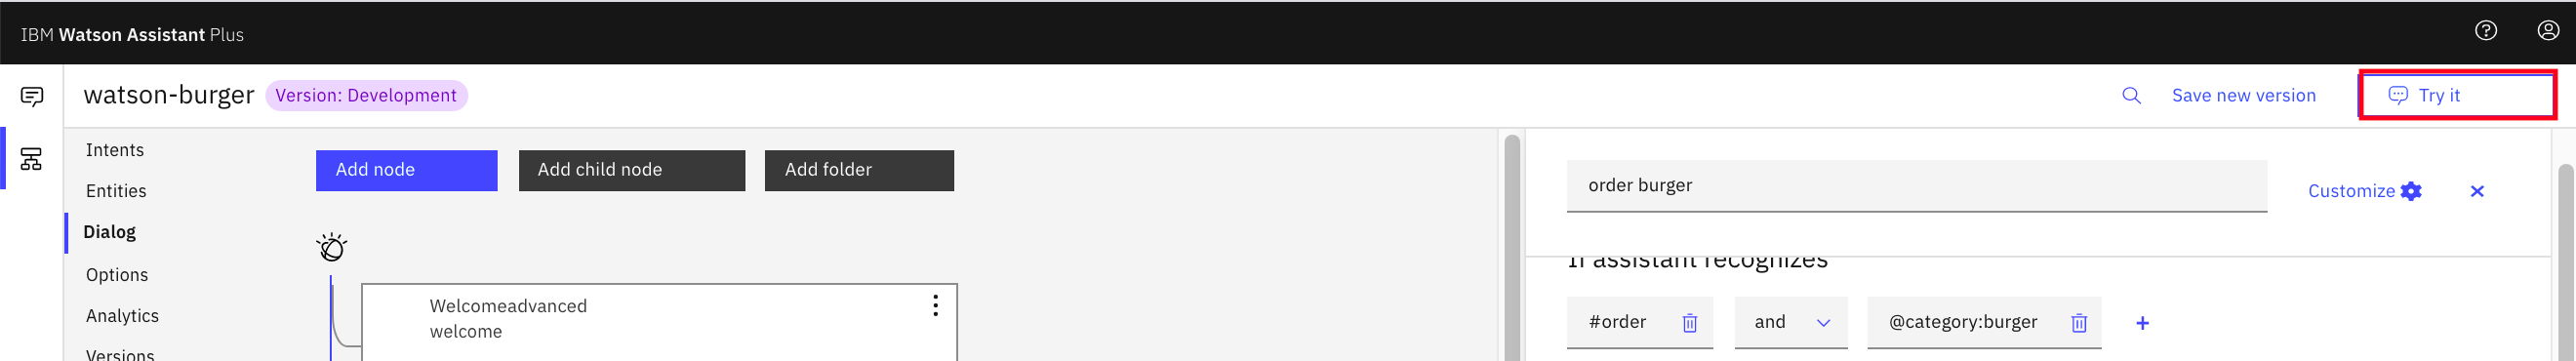 IBM Watson Assistant Plus
watson-burger Version: Development
Save new version
Try it
Intents
Entities
Dialog
Options
Analytics
Versions
Add node
Add child node
Add folder
Welcomeadvanced
welcome
order burger
Customize
If assistant recognizes
#order
and
@category:burger